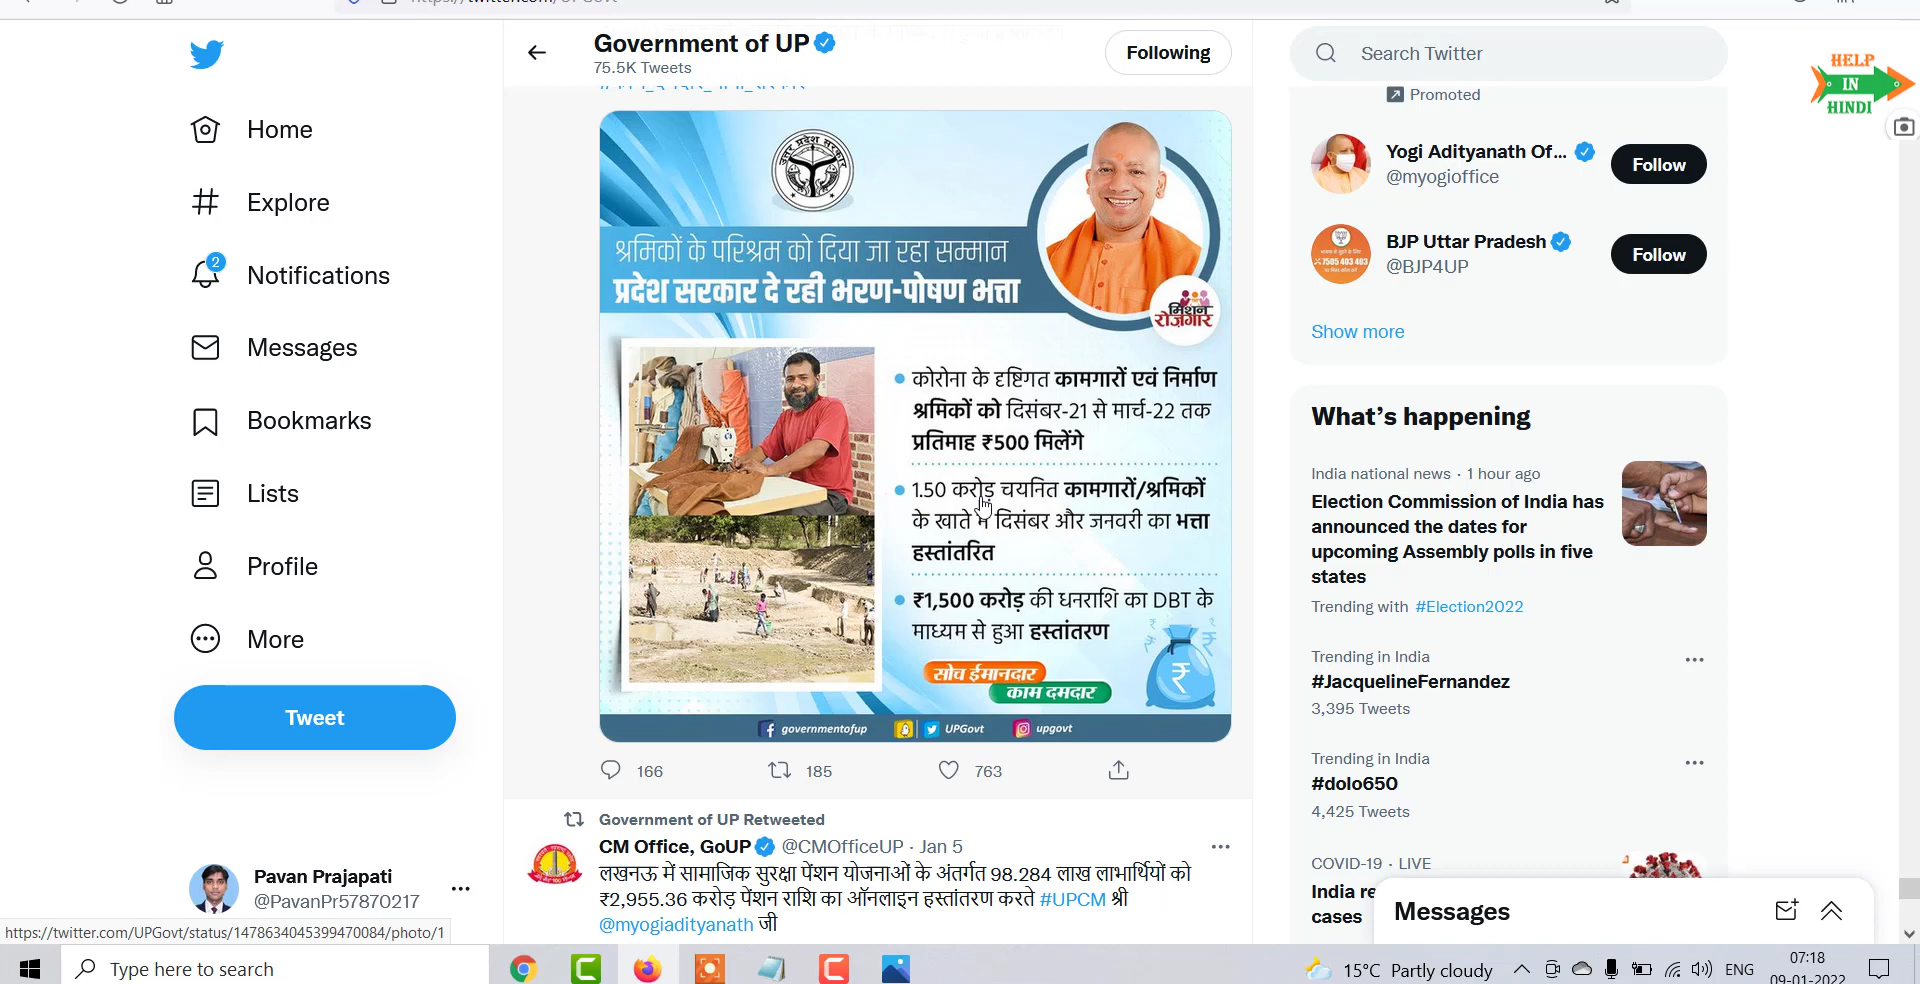 Government of UP
75.5K Tweets
Following
Search Twitter
HELP
IN
HINDI
Home
Explore
2
Notifications
Messages
Bookmarks
Lists
Profile
More
Tweet
Pavan Prajapati
@PavanPr57870217
https://twitter.com/UPGovt/status/1478634045399470084/photo/1
उत्तर प्रदेश सरकार
श्रमिकों के परिश्रम को दिया जा रहा सम्मान
प्रदेश सरकार दे रही भरण-पोषण भत्ता
मिशन
रोज़गार
कोरोना के दृष्टिगत कामगारों एवं निर्माण
श्रमिकों को दिसंबर-21 से मार्च-22 तक
प्रतिमाह ₹500 मिलेंगे
1.50 करोड़ चयनित कामगारों/श्रमिकों
के खाते में दिसंबर और जनवरी का भत्ता
हस्तांतरित
₹1,500 करोड़ की धनराशि का DBT के
माध्यम से हुआ हस्तांतरण
सोच ईमानदार
काम दमदार
governmentofup UPGovt upgovt
166 185 763
Government of UP Retweeted
CM Office, GoUP @CMOfficeUP · Jan 5
लखनऊ में सामाजिक सुरक्षा पेंशन योजनाओं के अंतर्गत 98.284 लाख लाभार्थियों को
₹2,955.36 करोड़ पेंशन राशि का ऑनलाइन हस्तांतरण करते #UPCM श्री
@myogiadityanath जी
Promoted
Yogi Adityanath Of...
@myogioffice
Follow
BJP Uttar Pradesh
@BJP4UP
Follow
7505 403 403
Show more
What's happening
India national news · 1 hour ago
Election Commission of India has
announced the dates for
upcoming Assembly polls in five
states
Trending with #Election2022
Trending in India
#JacquelineFernandez
3,395 Tweets
Trending in India
#dolo650
4,425 Tweets
COVID-19 · LIVE
India re
cases
Messages
Type here to search
15°C Partly cloudy
ENG
07:18
09-01-2022